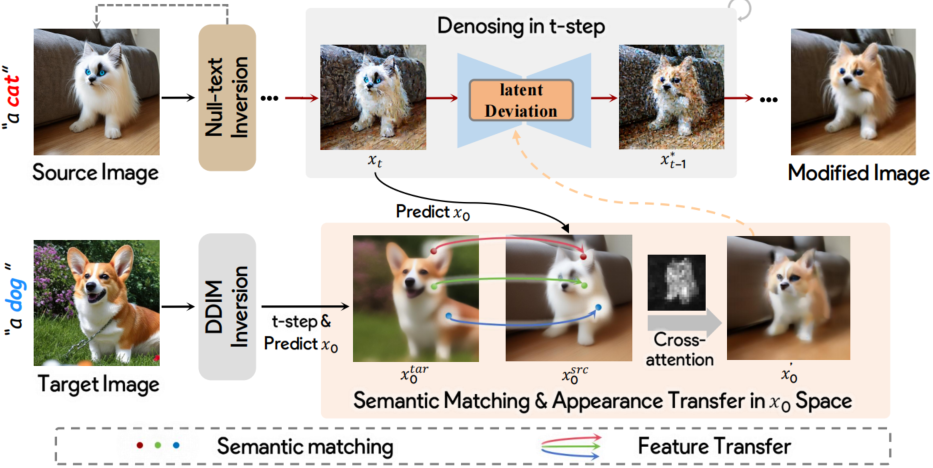 Denosing in t-step
"a cat"
Null-text
Inversion
...
latent
Deviation
...
Source Image
x_t
x*_{t-1}
Modified Image
Predict x_0
"a dog"
DDIM
Inversion
t-step &
Predict x_0
Cross-
attention
Target Image
x_0^{tar}
x_0^{src}
x_0^'
Semantic Matching & Appearance Transfer in x_0 Space
Semantic matching
Feature Transfer